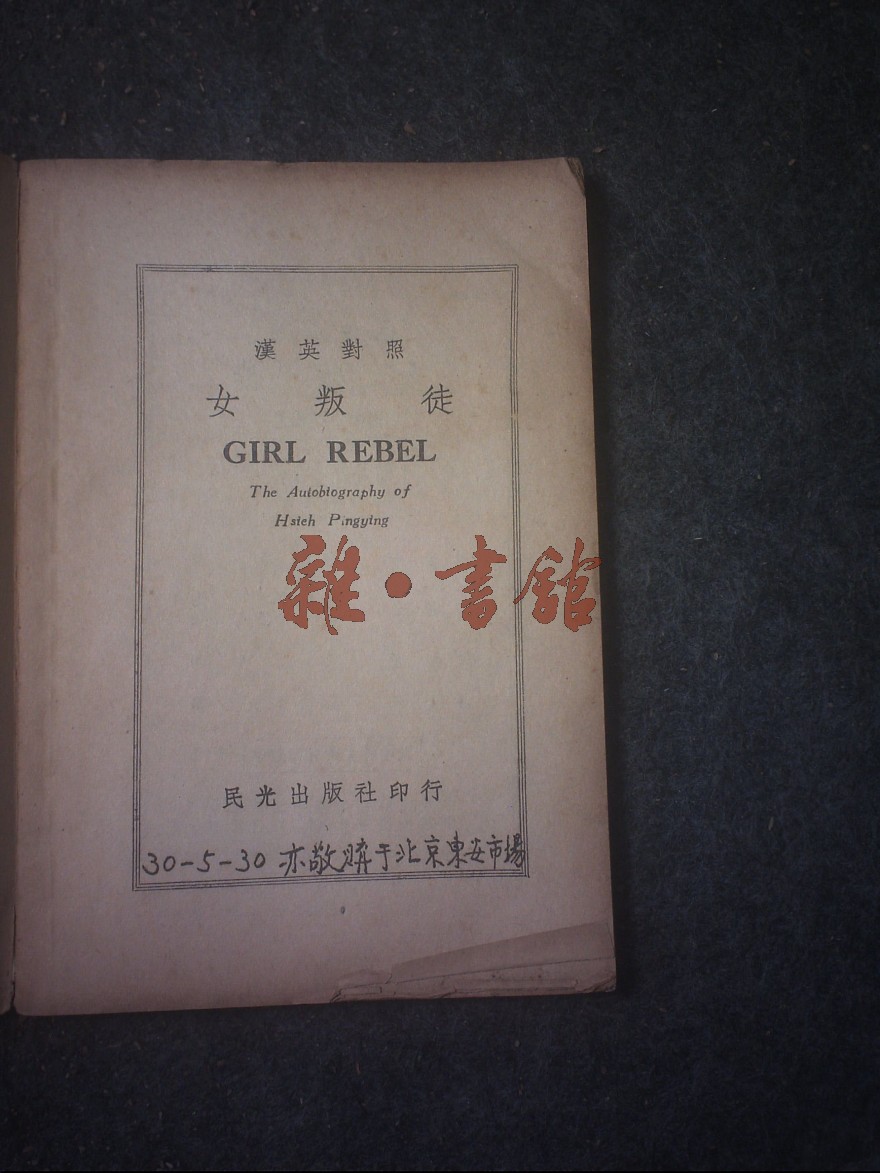 漢英對照
女叛徒
GIRL REBEL
The Autobiography of
Hsieh Pingying
雜·書館
民光出版社印行
30-5-30 亦敬購于北京東安市場